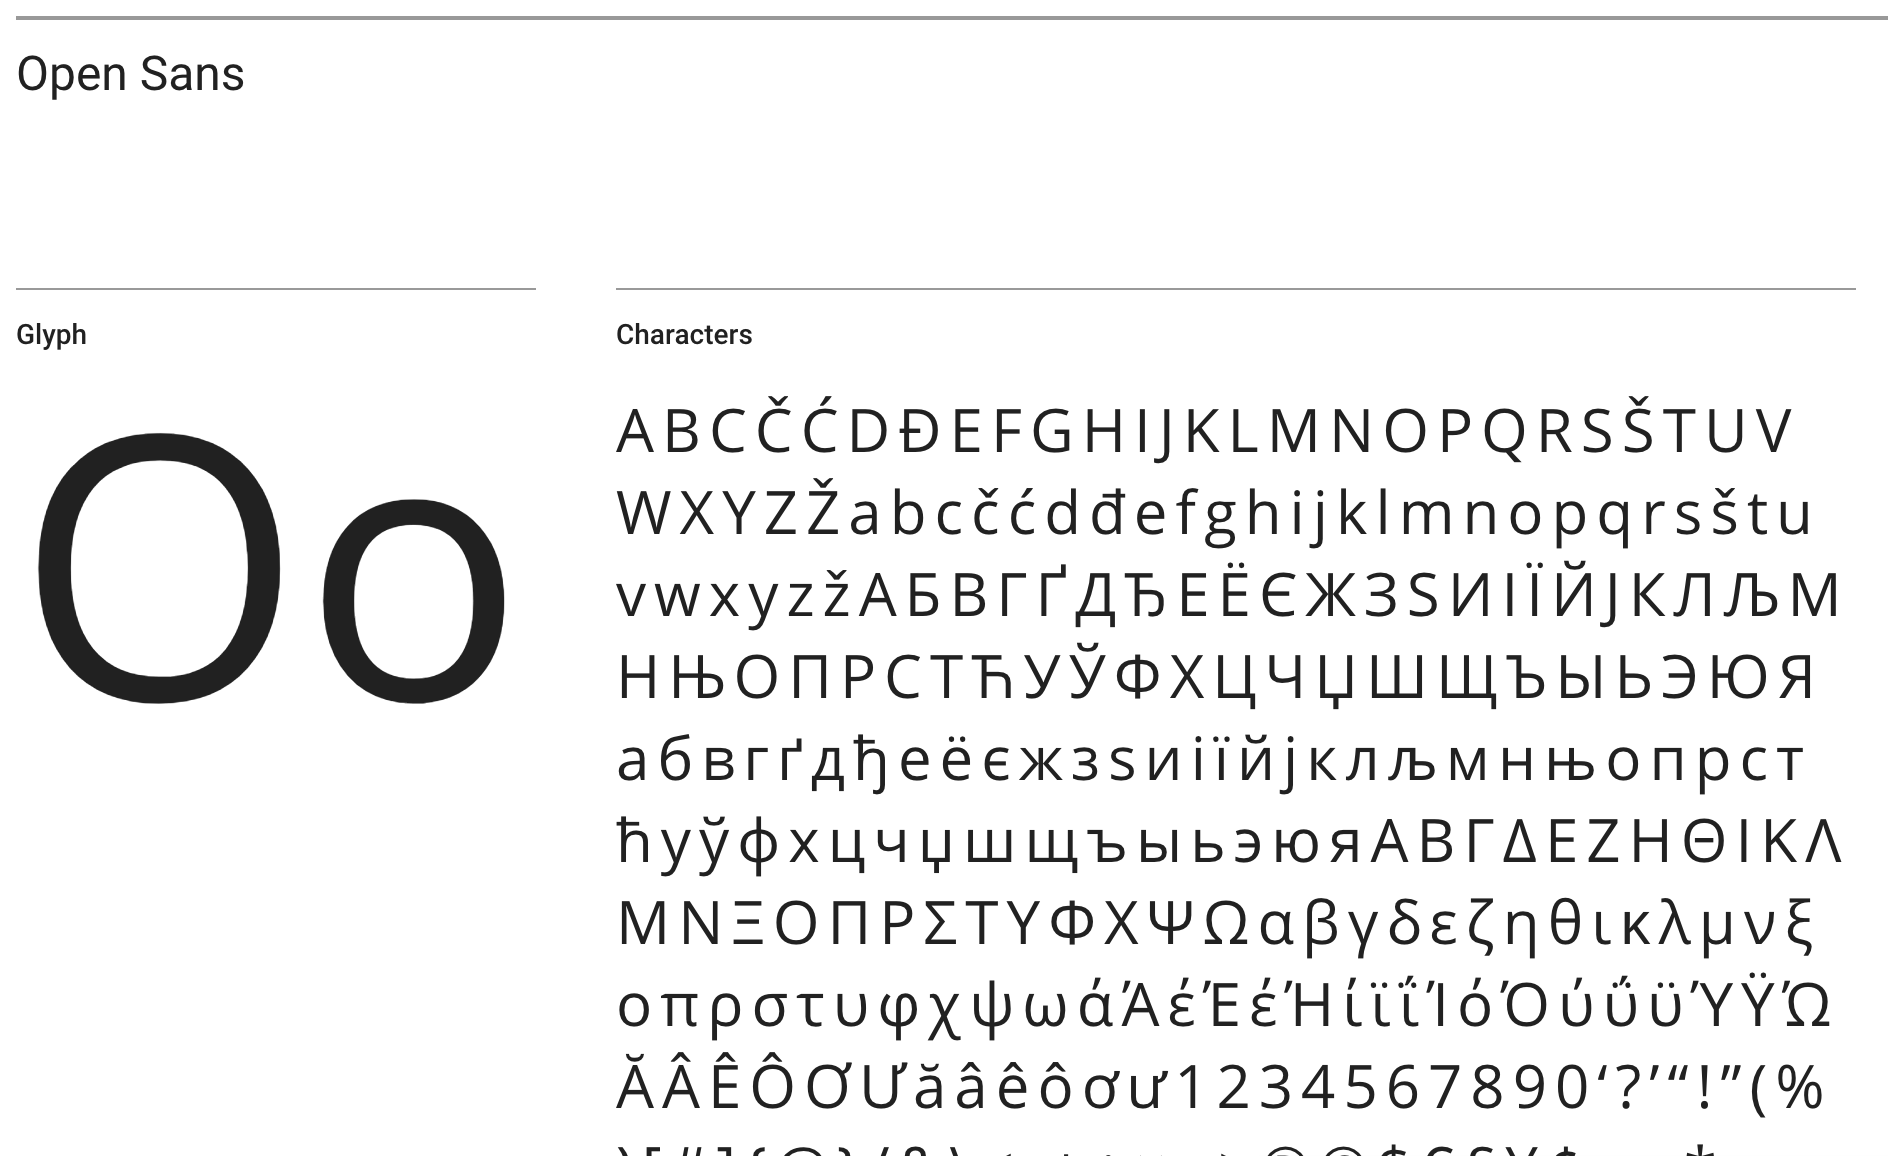 Open Sans
Glyph
Characters
Oo
ABCČĆDĐEFGHIJKLMNOPQRSŠTUV
WXYZŽabcčćdđefghijklmnopqrsštu
vwxyzžАБВГҐДЂЕЁЄЖЗЅИІЇЙЈКЛЉМ
НЊОПРСТЋУЎФХЦЧЏШЩЪЫЬЭЮЯ
абвгґдђеёєжзѕиіїйјклљмнњопрст
ћуўфхцчџшщъыьэюяΑΒΓΔΕΖΗΘΙΚΛ
ΜΝΞΟΠΡΣΤΥΦΧΨΩαβγδεζηθικλμνξ
οπρστυφχψωάΆέΈέΉίϊΐΊόΌύΰϋΎΫΏ
ĂÂÊÔƠƯăâêôơư1234567890‘?’“!”(%